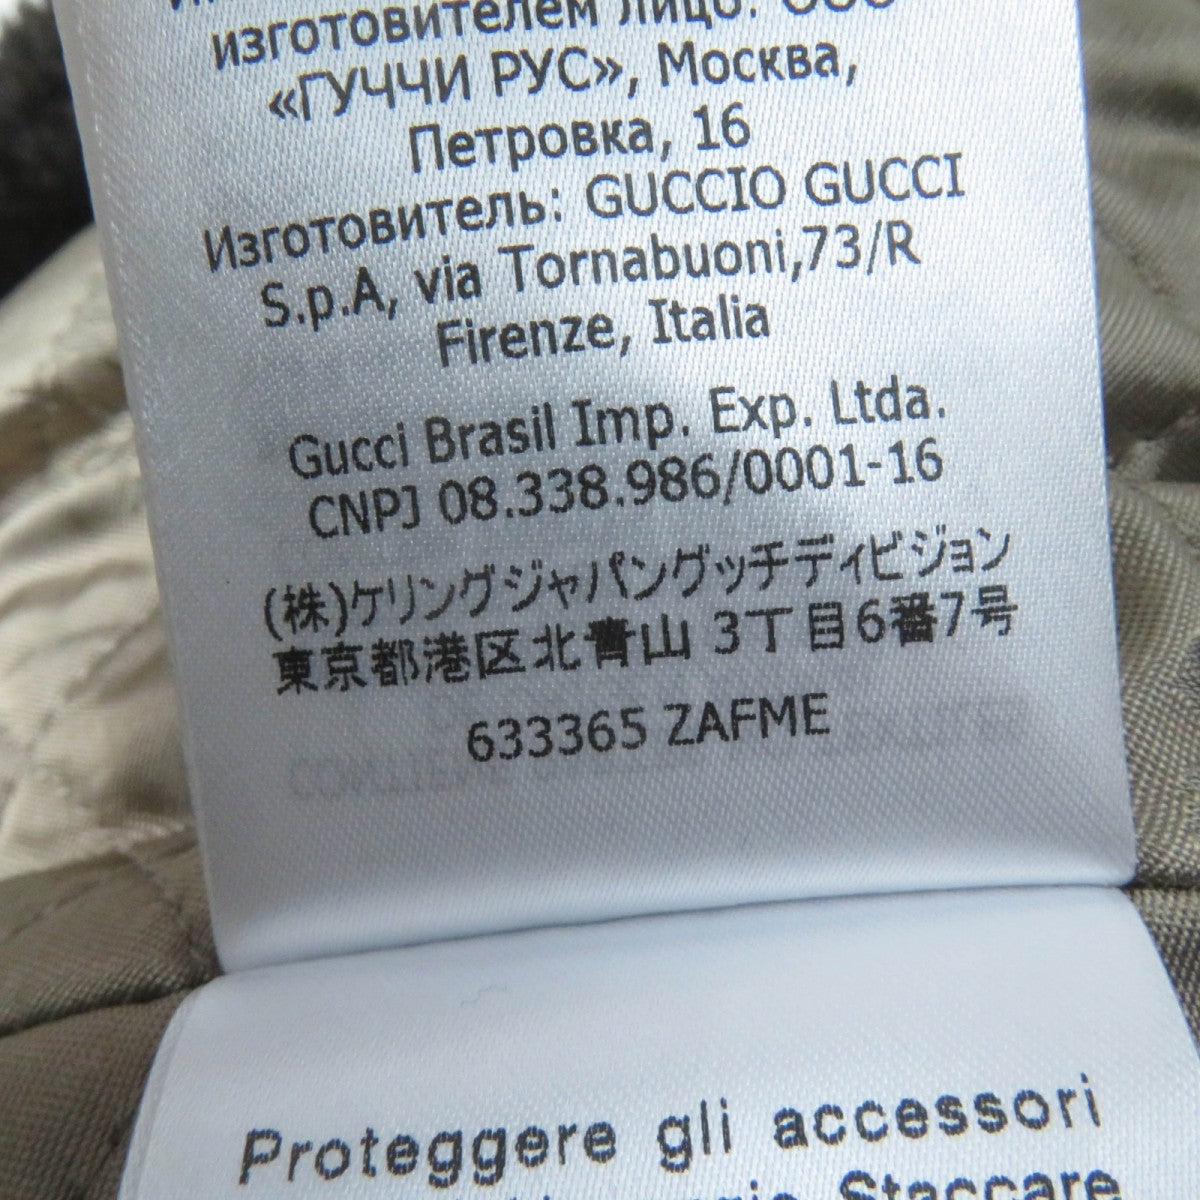 изготовителем лицо: ООО
«ГУЧЧИ РУС», Москва,
Петровка, 16
Изготовитель: GUCCIO GUCCI
S.p.A, via Tornabuoni,73/R
Firenze, Italia
Gucci Brasil Imp. Exp. Ltda.
CNPJ 08.338.986/0001-16
(株)ケリングジャパングッチディビジョン
東京都港区北青山 3丁目6番7号
633365 ZAFME
Proteggere gli accessori
Staccare